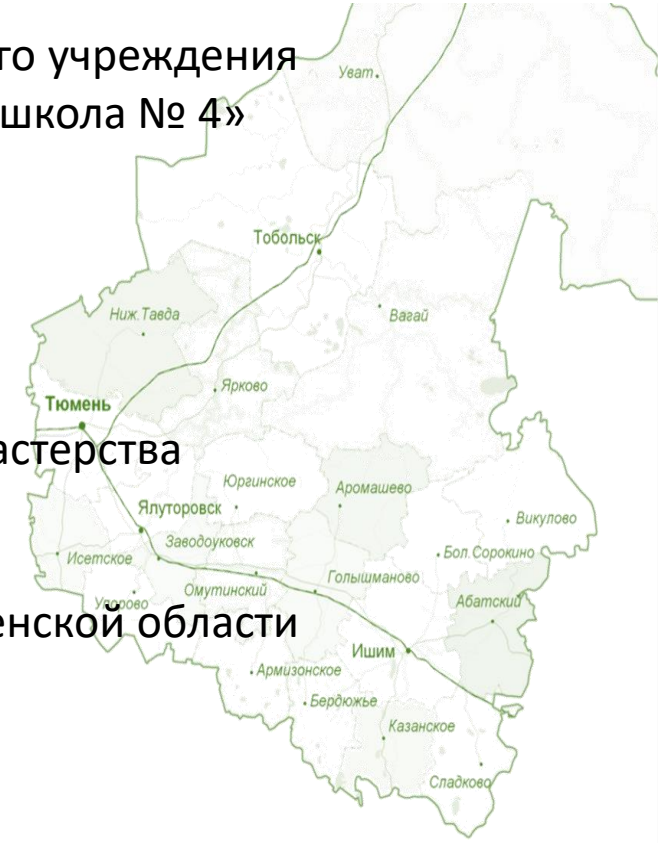 го учреждения
школа № 4»
Уват
Тобольск
Ниж.Тавда
Вагай
Ярково
Тюмень
астерства
Юргинское
Аромашево
Ялуторовск
Викулово
Заводоуковск
Бол.Сорокино
Исетское
Голышманово
Омутинский
Абатский
Упорово
енской области
Ишим
Армизонское
Бердюжье
Казанское
Сладково